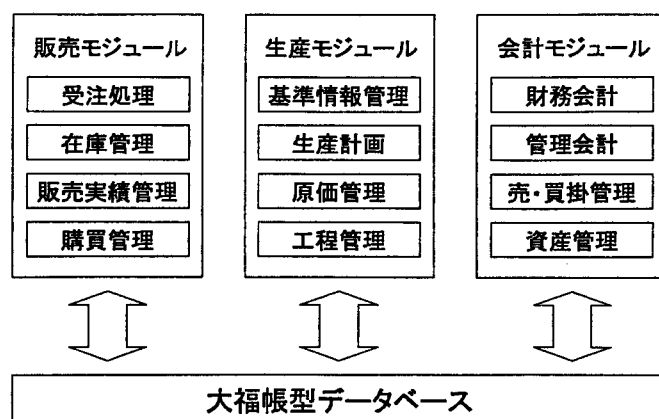 販売モジュール
受注処理
在庫管理
販売実績管理
購買管理
生産モジュール
基準情報管理
生産計画
原価管理
工程管理
会計モジュール
財務会計
管理会計
売・買掛管理
資産管理
大福帳型データベース